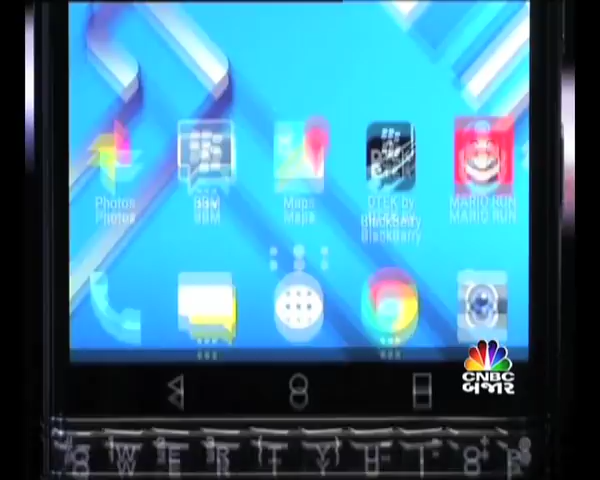 Photos
BBM
Maps
DTEK by
BlackBerry
MARIO RUN
CNBC
બજાર
Q W E R T Y U I O P